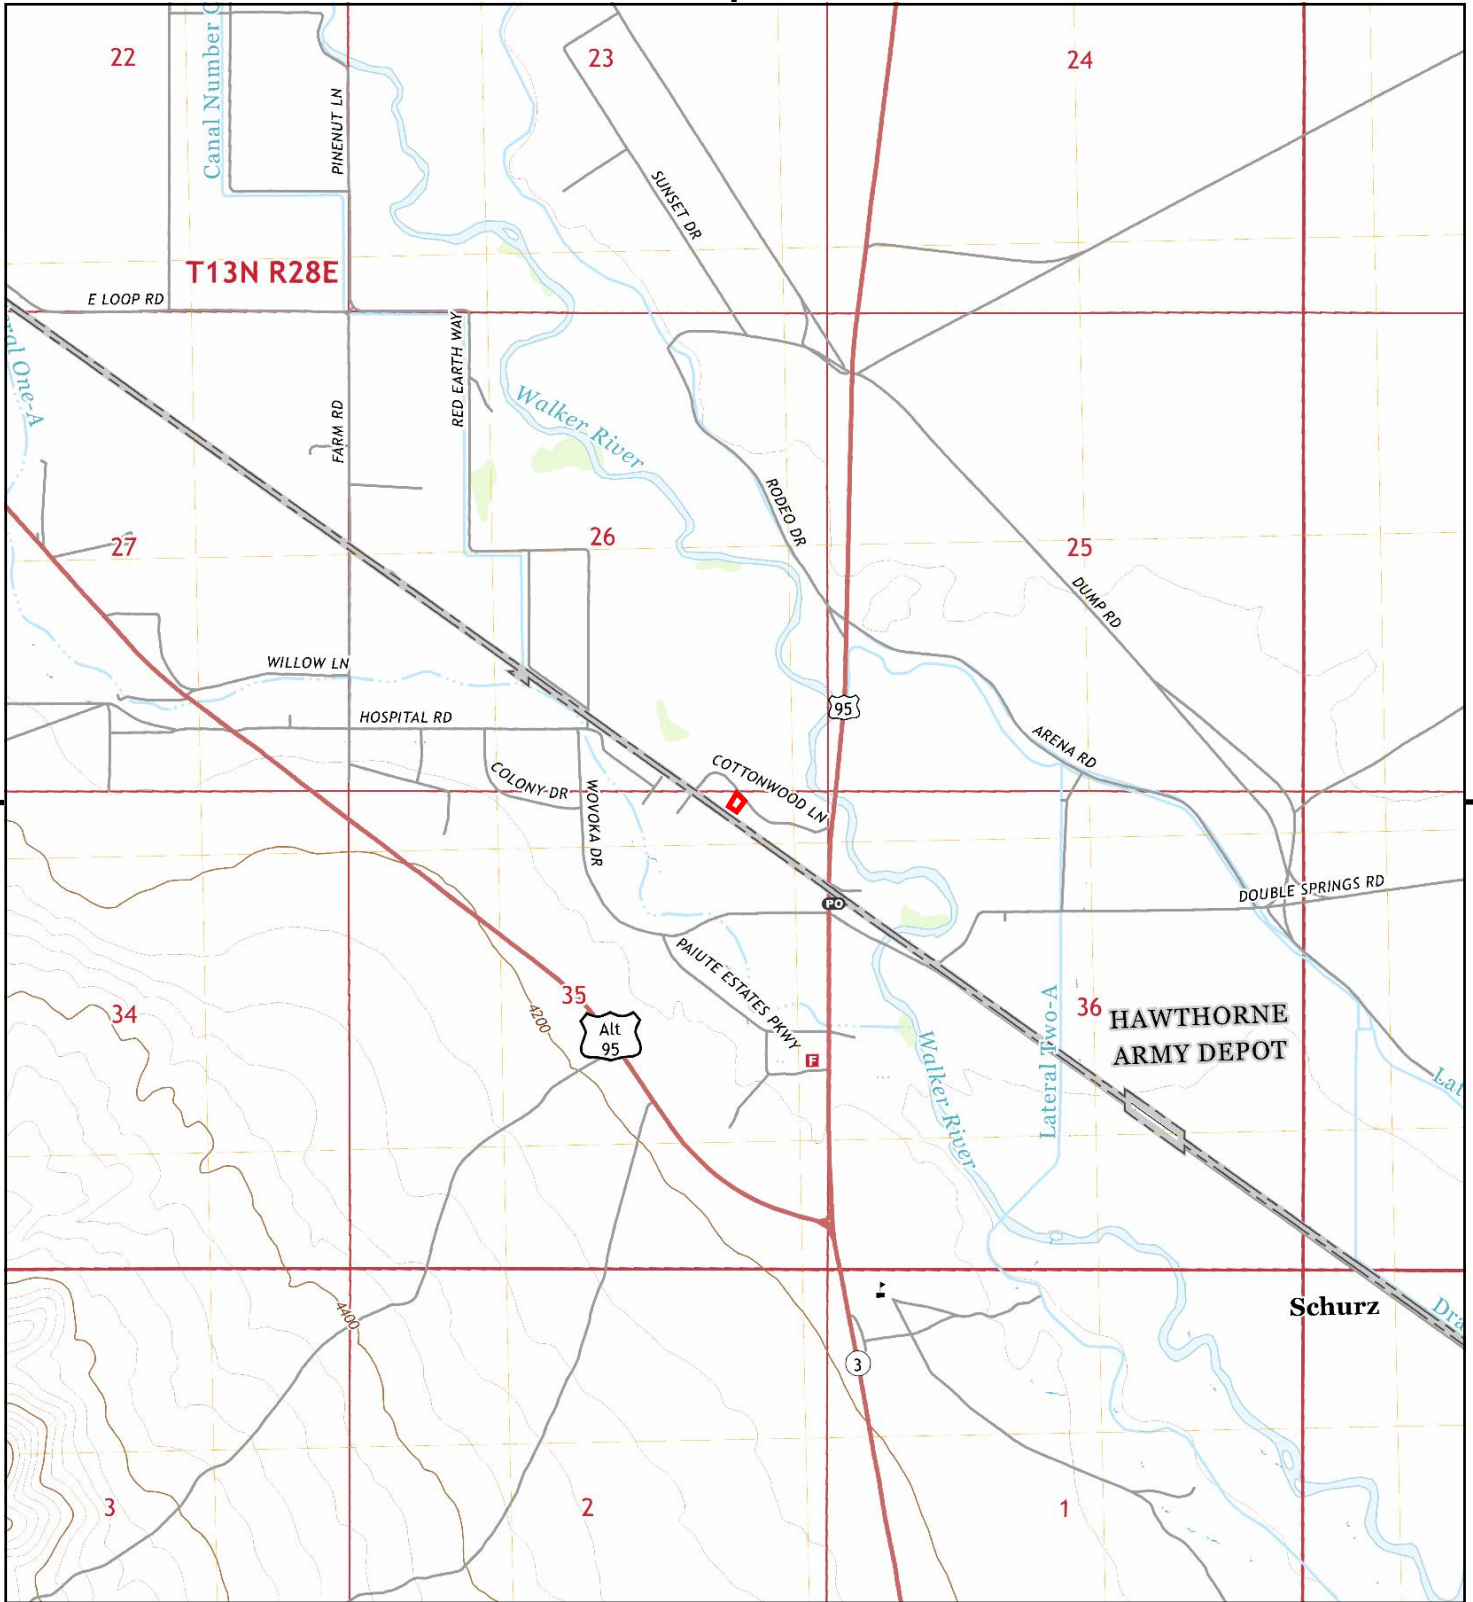 22
23
24
Canal Number
PINENUT LN
SUNSET DR
T13N R28E
E LOOP RD
RED EARTH WAY
One-A
FARM RD
Walker River
RODEO DR
26
27
25
DUMP RD
WILLOW LN
95
HOSPITAL RD
ARENA RD
COLONY DR
COTTONWOOD LN
WOVOKA DR
DOUBLE SPRINGS RD
PO
PAIUTE ESTATES PKWY
34
35
4200
Alt
95
F
Walker River
Lateral Two-A
36
HAWTHORNE
ARMY DEPOT
Schurz
4400
3
3
2
1